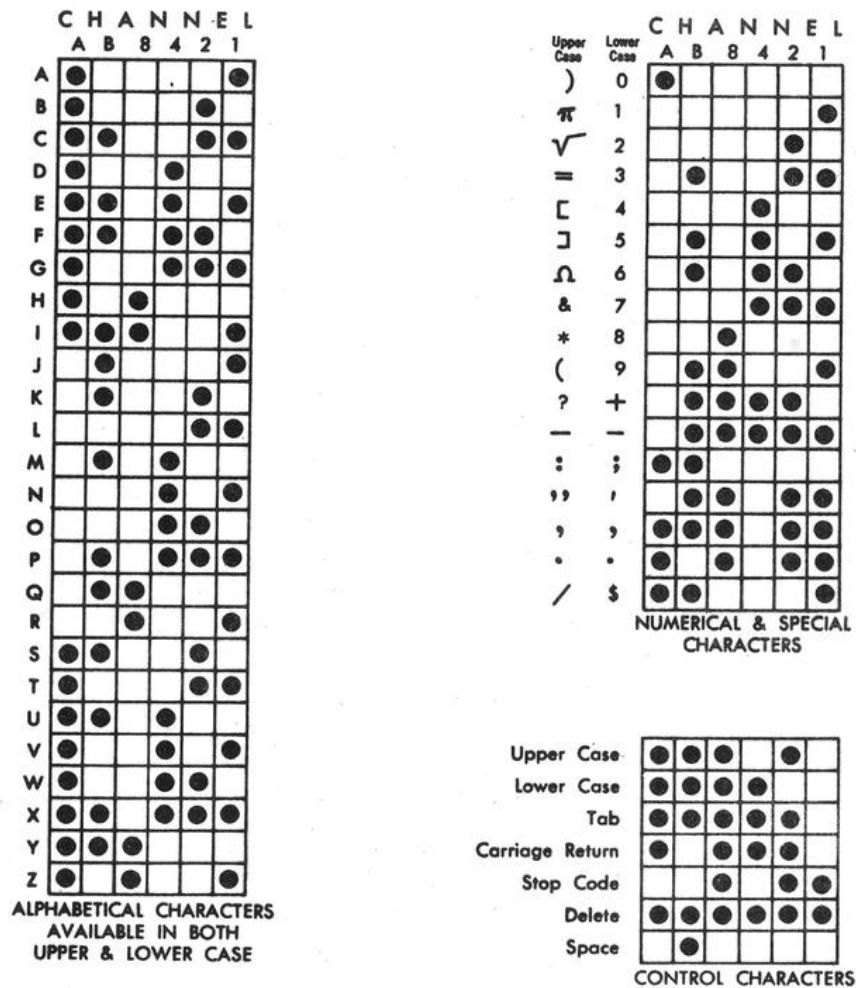 CHANNEL
A B 8 4 2 1
A
B
C
D
E
F
G
H
I
J
K
L
M
N
O
P
Q
R
S
T
U
V
W
X
Y
Z
ALPHABETICAL CHARACTERS
AVAILABLE IN BOTH
UPPER & LOWER CASE
CHANNEL
Upper Case Lower Case A B 8 4 2 1
) 0
π 1
√ 2
= 3
[ 4
] 5
Ω 6
& 7
* 8
( 9
? +
— —
: ;
,, ,
, ,
. .
/ $
NUMERICAL & SPECIAL
CHARACTERS
Upper Case
Lower Case
Tab
Carriage Return
Stop Code
Delete
Space
CONTROL CHARACTERS